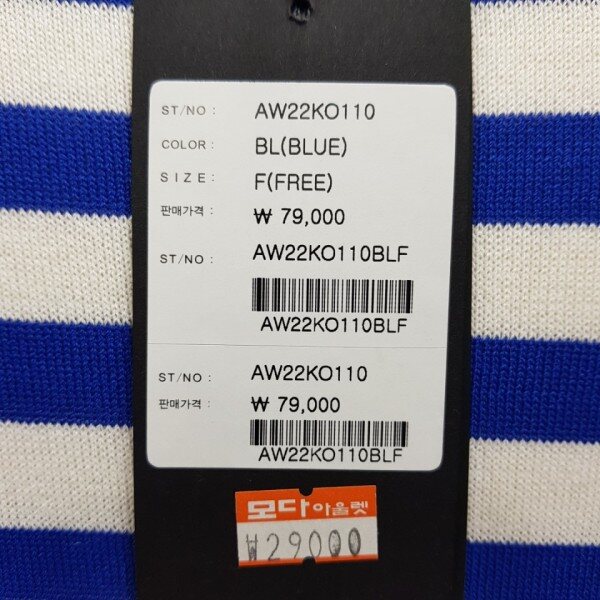 ST/NO : AW22KO110
COLOR : BL(BLUE)
SIZE : F(FREE)
판매가격 : ₩ 79,000
ST/NO : AW22KO110BLF
AW22KO110BLF
ST/NO : AW22KO110
판매가격 : ₩ 79,000
AW22KO110BLF
모다아울렛
₩29000